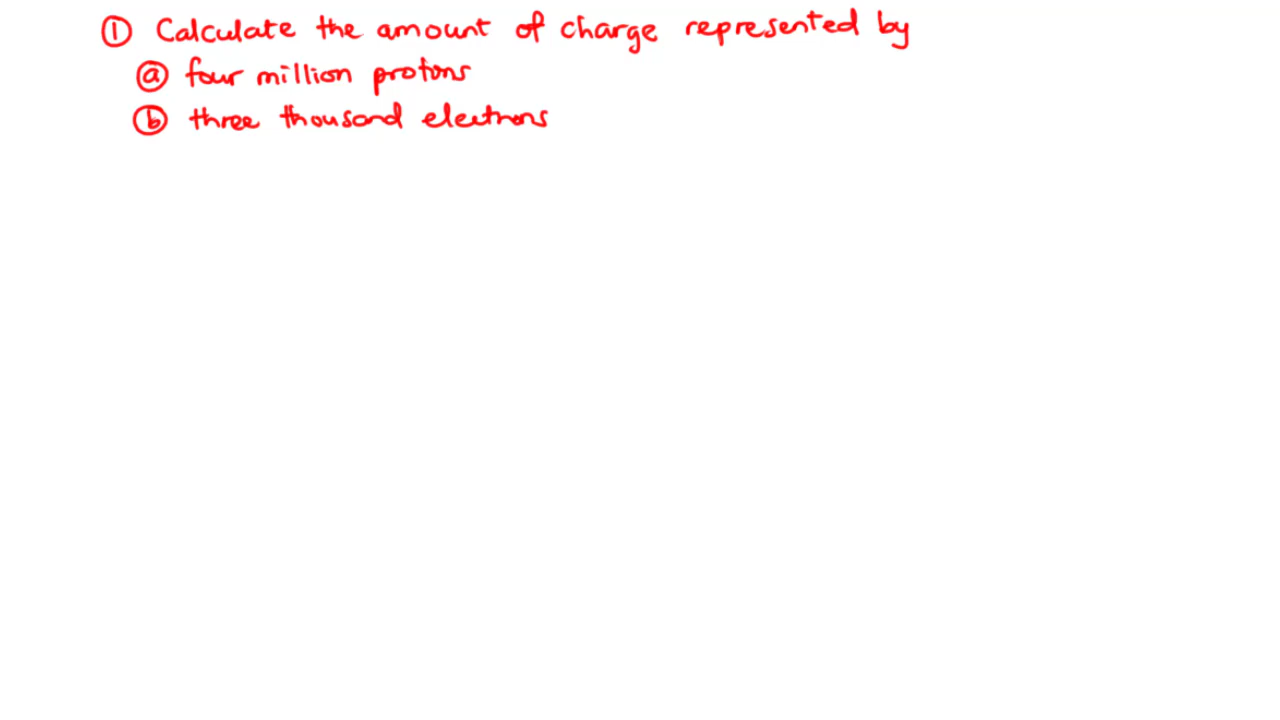 ① Calculate the amount of charge represented by
ⓐ four million protons
ⓑ three thousand electrons